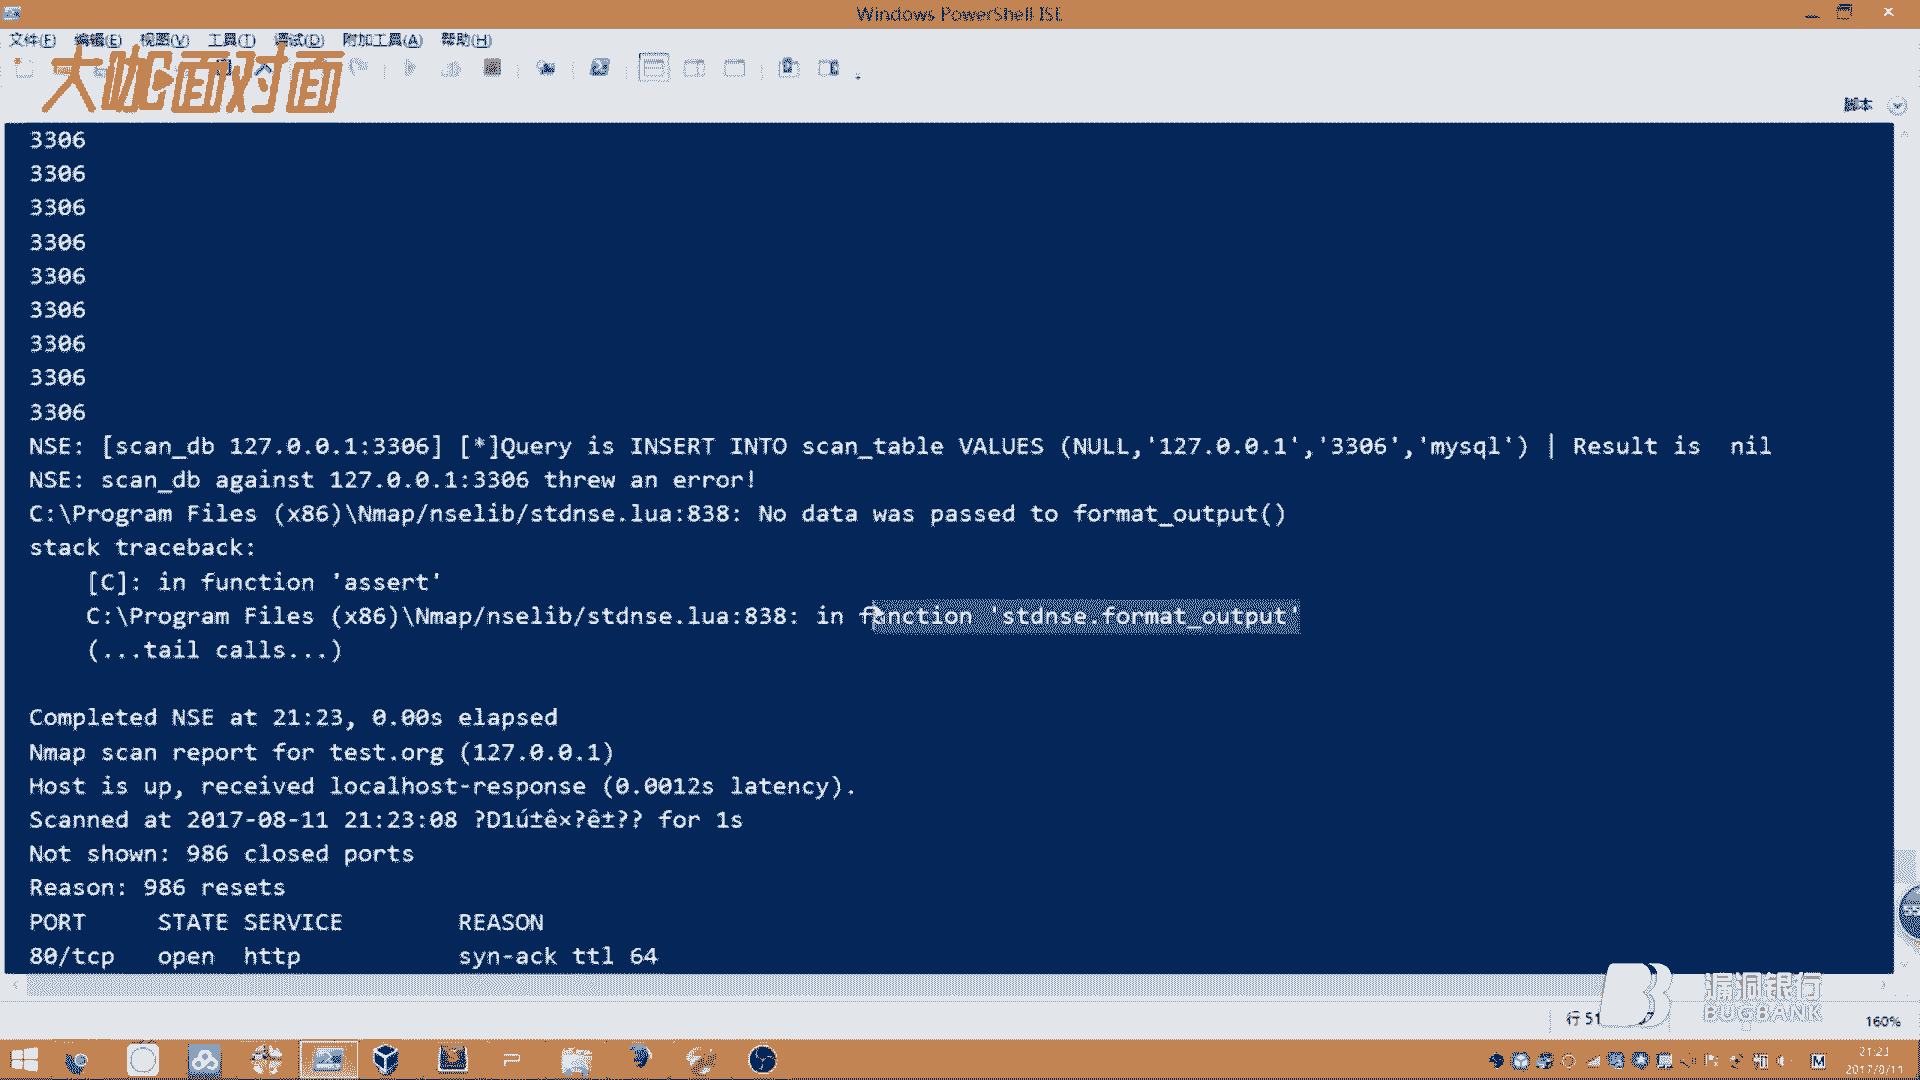 Windows PowerShell ISE
文件(F) 编辑(E) 视图(V) 工具(T) 调试(D) 附加工具(A) 帮助(H)
大咖面对面
脚本
3306
3306
3306
3306
3306
3306
3306
3306
3306
NSE: [scan_db 127.0.0.1:3306] [*]Query is INSERT INTO scan_table VALUES (NULL,'127.0.0.1','3306','mysql') | Result is  nil
NSE: scan_db against 127.0.0.1:3306 threw an error!
C:\Program Files (x86)\Nmap/nselib/stdnse.lua:838: No data was passed to format_output()
stack traceback:
[C]: in function 'assert'
C:\Program Files (x86)\Nmap/nselib/stdnse.lua:838: in function 'stdnse.format_output'
(...tail calls...)
Completed NSE at 21:23, 0.00s elapsed
Nmap scan report for test.org (127.0.0.1)
Host is up, received localhost-response (0.0012s latency).
Scanned at 2017-08-11 21:23:08 ?D1ú±ê×?ê±?? for 1s
Not shown: 986 closed ports
Reason: 986 resets
PORT STATE SERVICE REASON
80/tcp open http syn-ack ttl 64
漏洞银行
BUGBANK
行 51
160%
21:23
2017/8/11